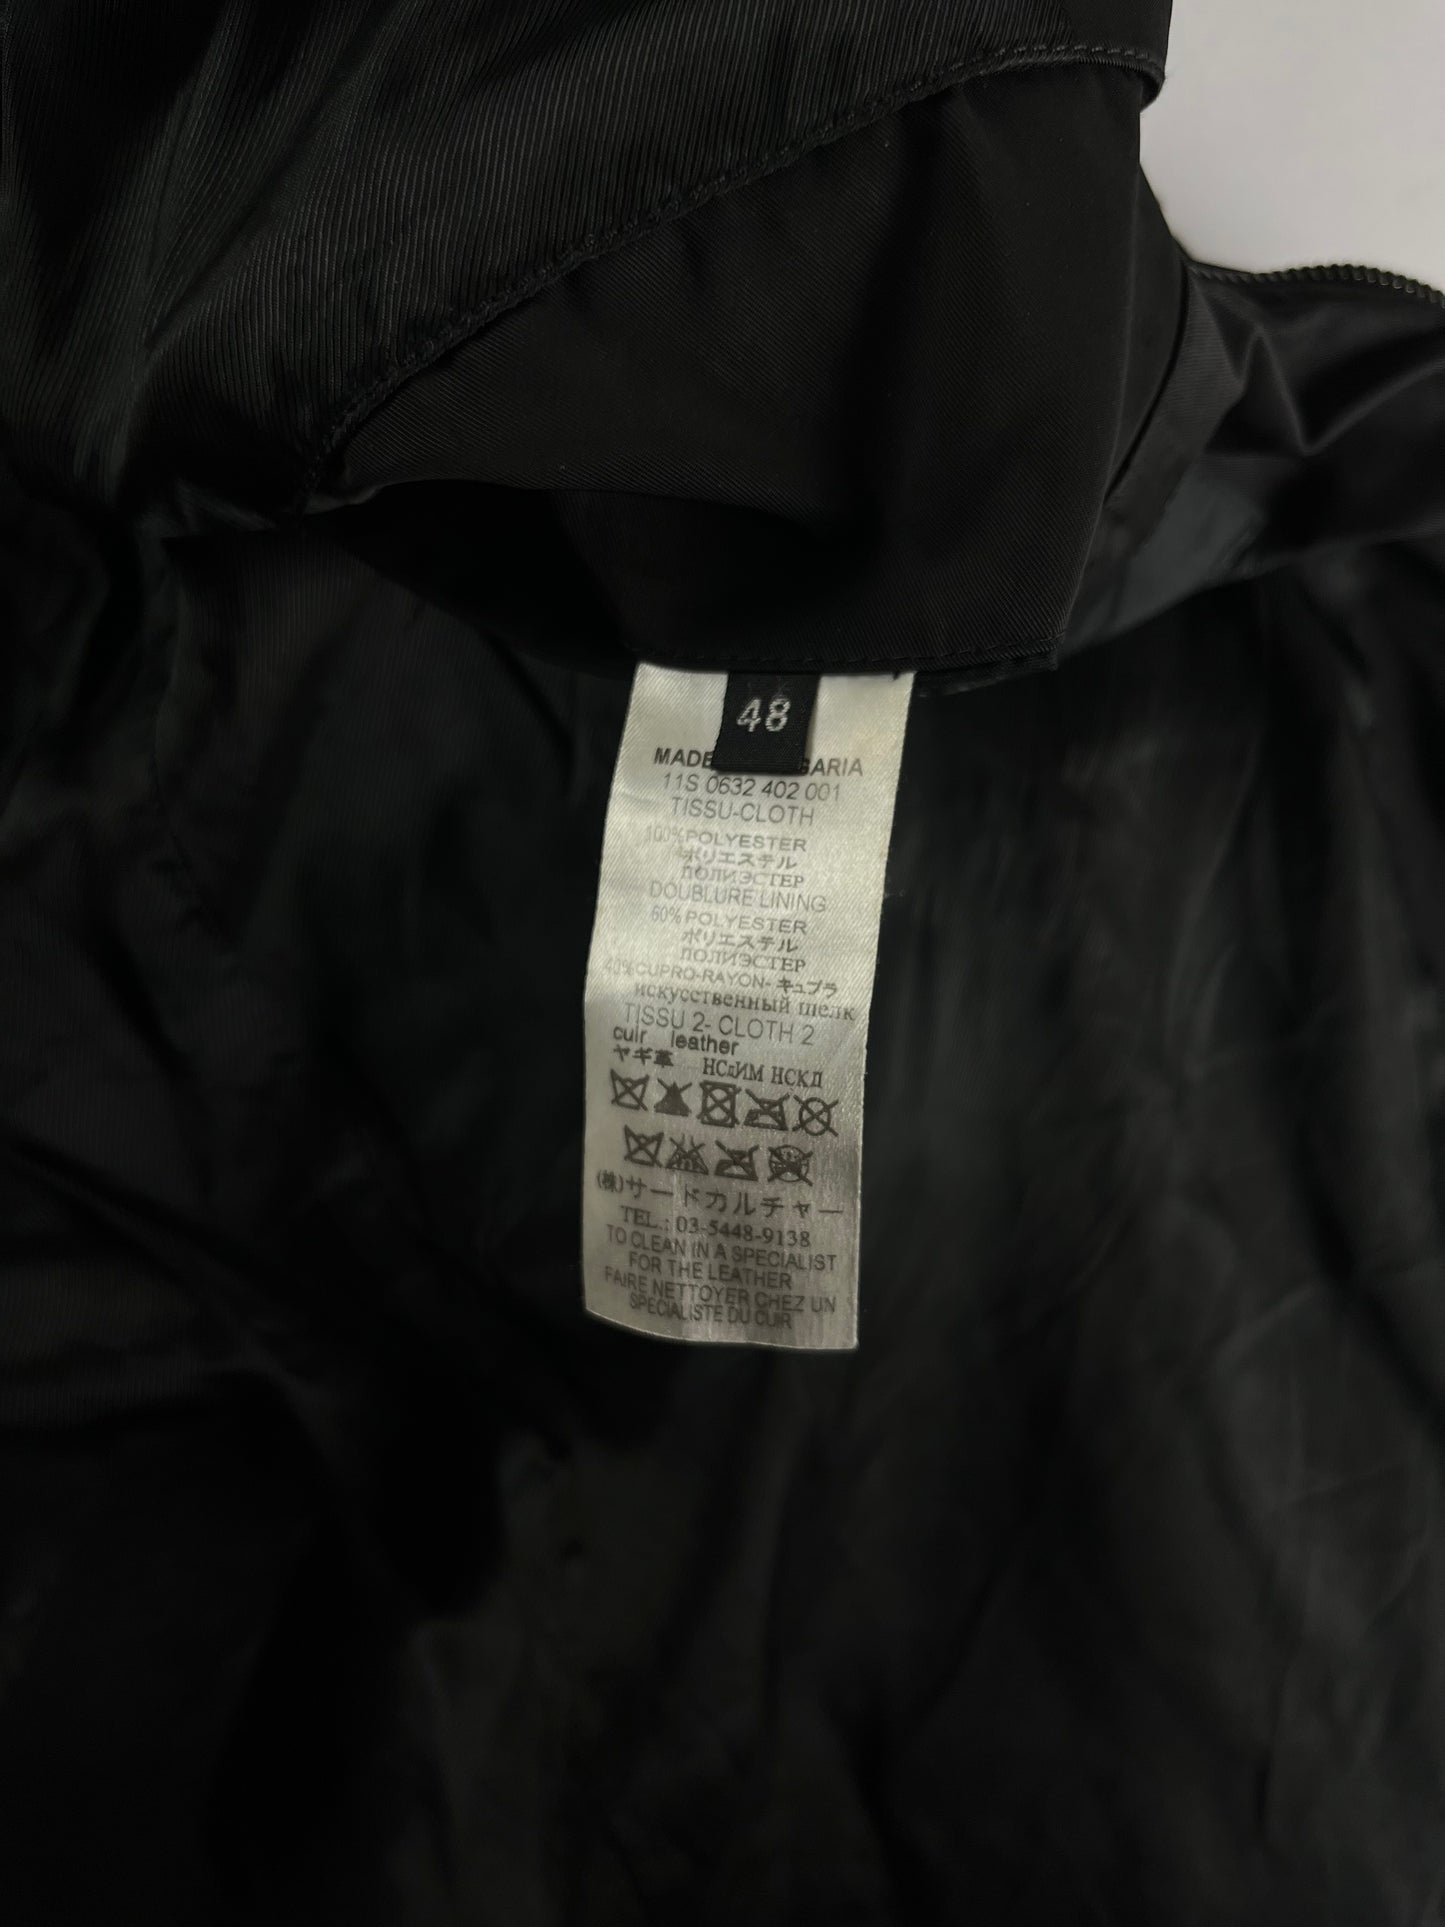 48
MADE BARIA
11S 0632 402 001
TISSU-CLOTH
100% POLYESTER
ポリエステル
ПОЛИЭСТЕР
DOUBLURE LINING
60% POLYESTER
ポリエステル
ПОЛИЭСТЕР
40% CUPRO-RAYON- キュプラ
искусственный шелк
TISSU 2- CLOTH 2
cuir leather
ヤギ革 НСдИМ НСКД
(株)サードカルチャー
TEL.: 03-5448-9138
TO CLEAN IN A SPECIALIST
FOR THE LEATHER
FAIRE NETTOYER CHEZ UN
SPECIALISTE DU CUIR